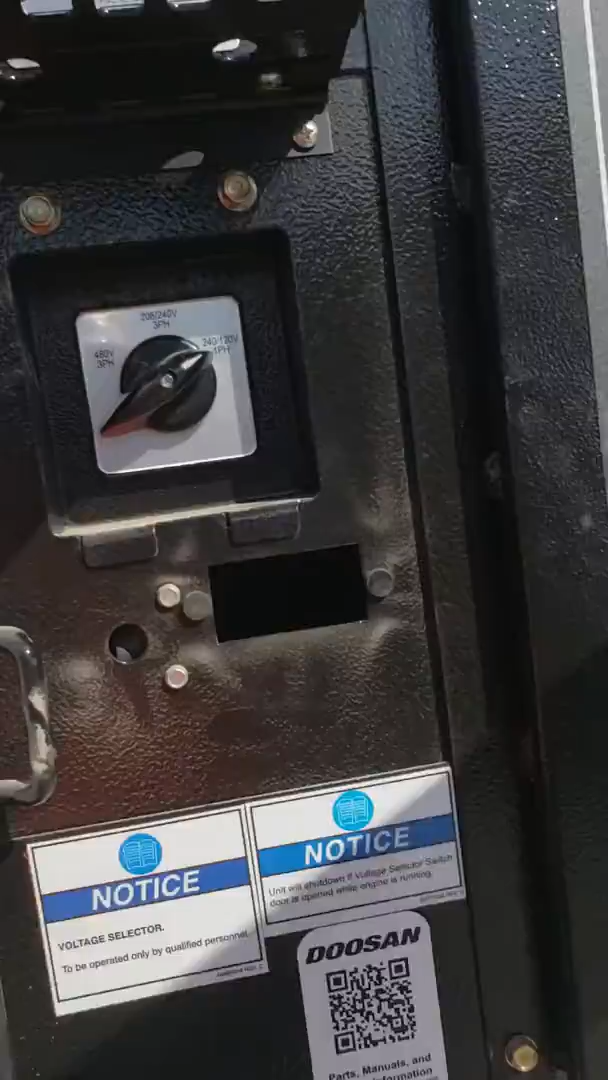 208/240V
3PH
480V
3PH
240/120V
1PH
NOTICE
VOLTAGE SELECTOR.
To be operated only by qualified personnel.
NOTICE
Unit will shutdown if Voltage Selector Switch
door is opened while engine is running.
DOOSAN
Parts, Manuals, and
Information